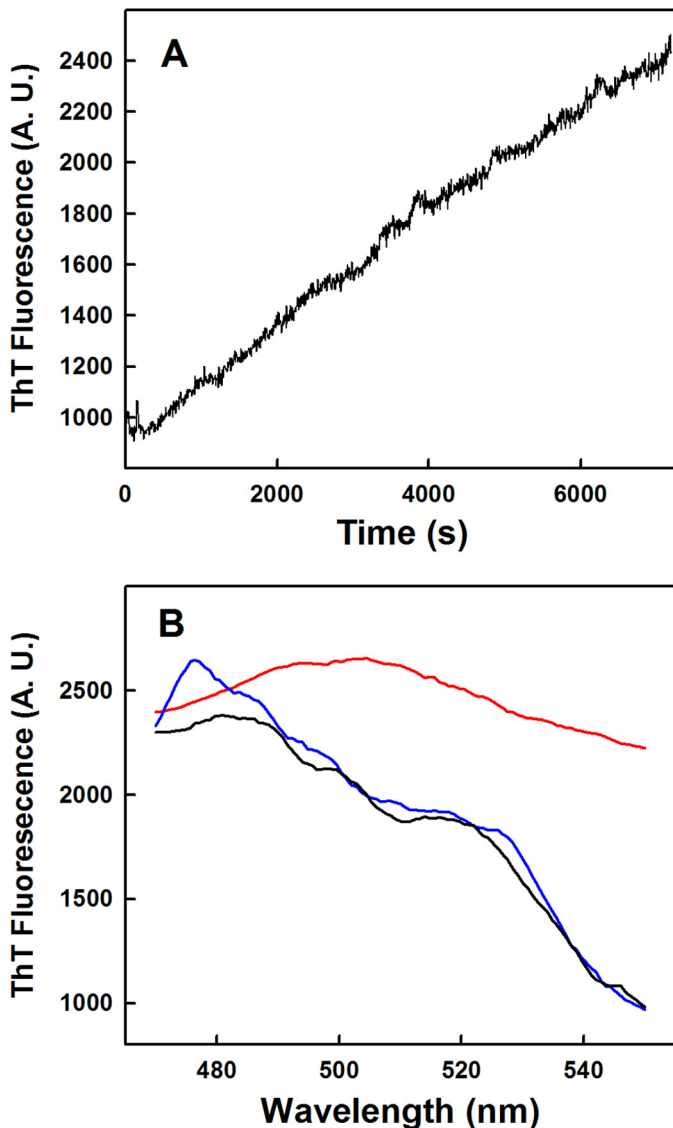 A
ThT Fluorescence (A. U.)
2400
2200
2000
1800
1600
1400
1200
1000
0 2000 4000 6000
Time (s)
B
ThT Fluoresecence (A. U.)
2500
2000
1500
1000
480 500 520 540
Wavelength (nm)